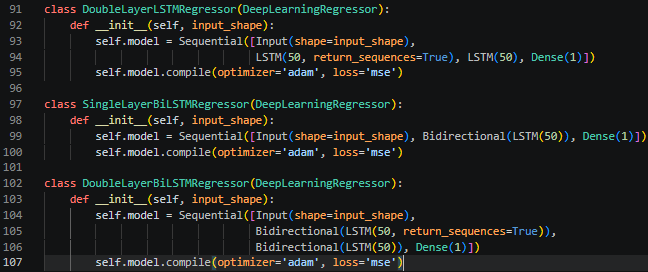 91 class DoubleLayerLSTMRegressor(DeepLearningRegressor):
92     def __init__(self, input_shape):
93         self.model = Sequential([Input(shape=input_shape),
94                                  LSTM(50, return_sequences=True), LSTM(50), Dense(1)])
95         self.model.compile(optimizer='adam', loss='mse')
96
97 class SingleLayerBiLSTMRegressor(DeepLearningRegressor):
98     def __init__(self, input_shape):
99         self.model = Sequential([Input(shape=input_shape), Bidirectional(LSTM(50)), Dense(1)])
100         self.model.compile(optimizer='adam', loss='mse')
101
102 class DoubleLayerBiLSTMRegressor(DeepLearningRegressor):
103     def __init__(self, input_shape):
104         self.model = Sequential([Input(shape=input_shape),
105                                  Bidirectional(LSTM(50, return_sequences=True)),
106                                  Bidirectional(LSTM(50)), Dense(1)])
107         self.model.compile(optimizer='adam', loss='mse')